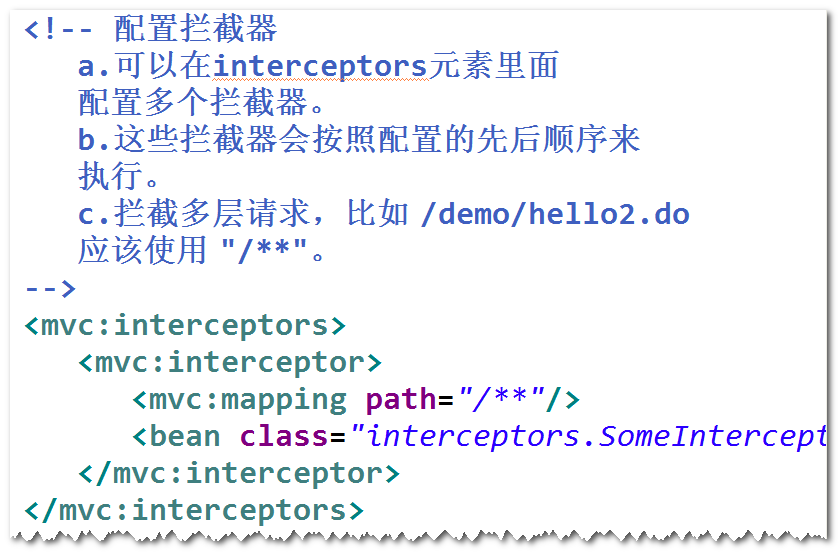 <!-- 配置拦截器
a.可以在interceptors元素里面
配置多个拦截器。
b.这些拦截器会按照配置的先后顺序来
执行。
c.拦截多层请求，比如 /demo/hello2.do
应该使用 "/**"。
-->
<mvc:interceptors>
<mvc:interceptor>
<mvc:mapping path="/**"/>
<bean class="interceptors.SomeIntercept
</mvc:interceptor>
</mvc:interceptors>